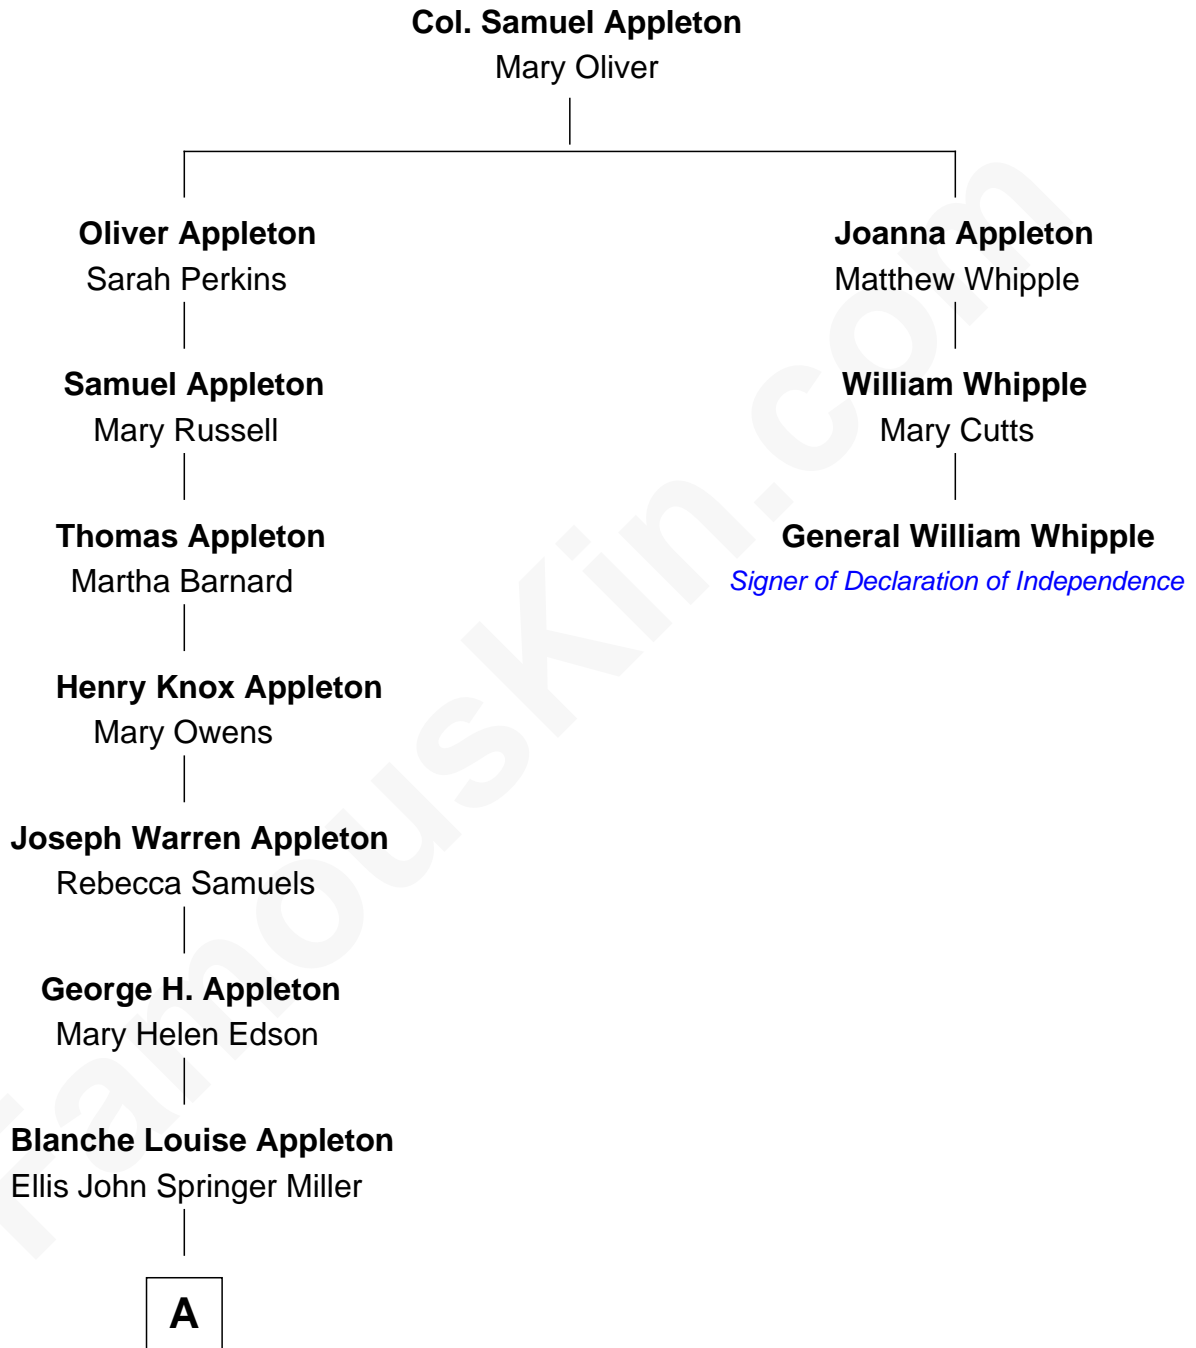 Col. Samuel Appleton
Mary Oliver
Oliver Appleton
Sarah Perkins
Joanna Appleton
Matthew Whipple
Samuel Appleton
Mary Russell
William Whipple
Mary Cutts
Thomas Appleton
Martha Barnard
General William Whipple
Signer of Declaration of Independence
Henry Knox Appleton
Mary Owens
Joseph Warren Appleton
Rebecca Samuels
George H. Appleton
Mary Helen Edson
Blanche Louise Appleton
Ellis John Springer Miller
A
FamousKin.com